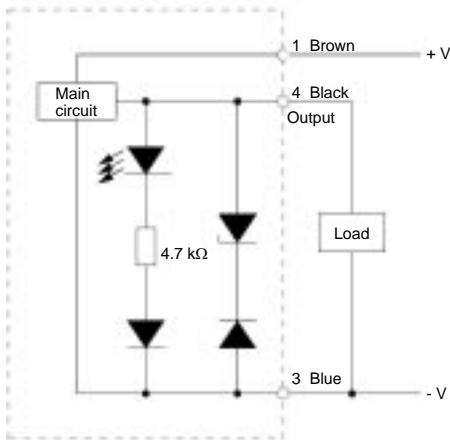 1 Brown
+ V
Main
circuit
4 Black
Output
4.7 kΩ
Load
3 Blue
- V